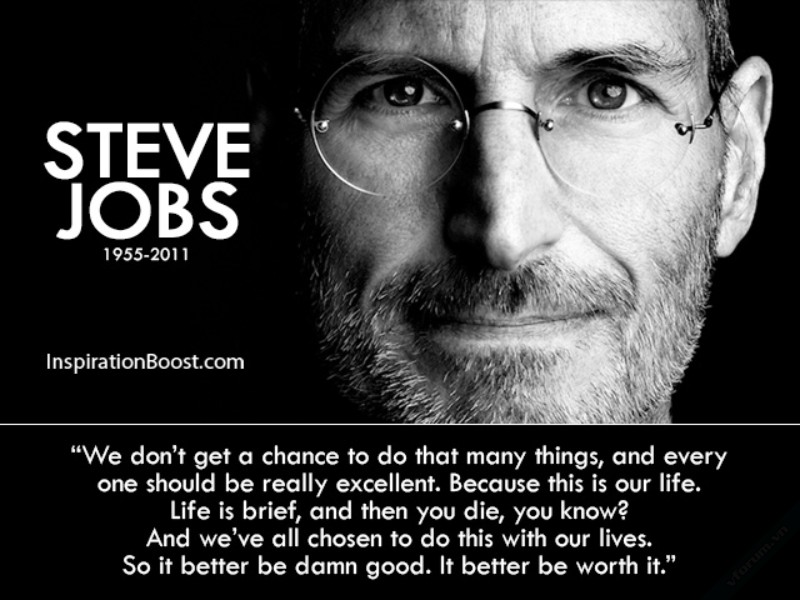 STEVE
JOBS
1955-2011
InspirationBoost.com
“We don’t get a chance to do that many things, and every
one should be really excellent. Because this is our life.
Life is brief, and then you die, you know?
And we’ve all chosen to do this with our lives.
So it better be damn good. It better be worth it.”